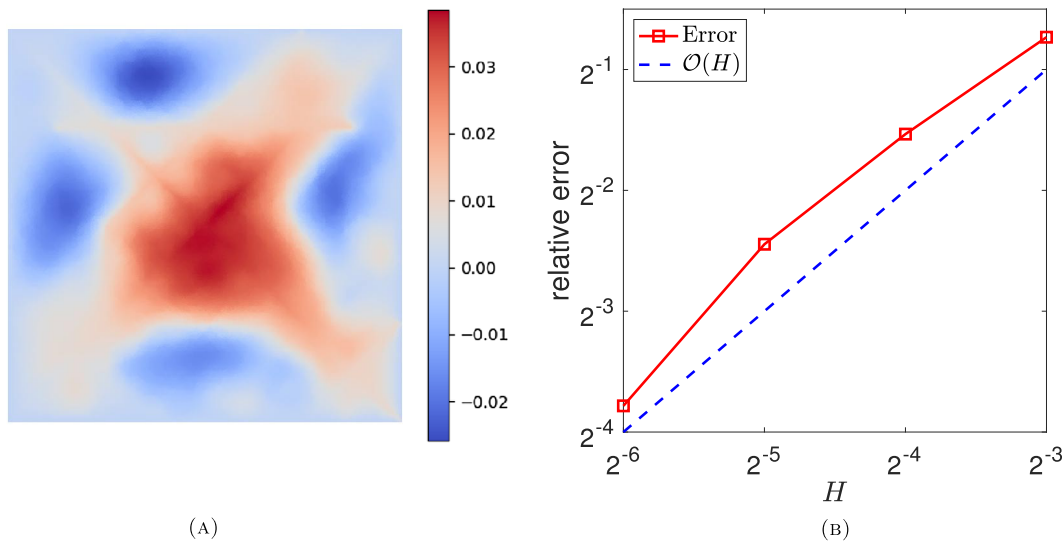 0.03
0.02
0.01
0.00
−0.01
−0.02
(A)
Error
𝒪(H)
2^-1
2^-2
2^-3
2^-4
relative error
2^-6
2^-5
2^-4
2^-3
H
(B)